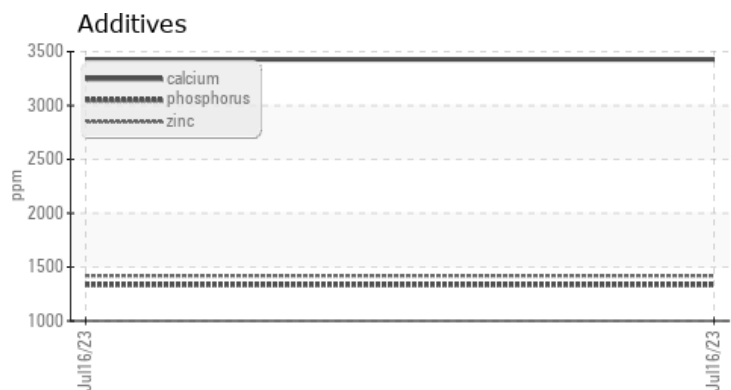 Additives
3500
3000
2500
2000
1500
1000
ppm
calcium
phosphorus
zinc
Jul16/23
Jul16/23